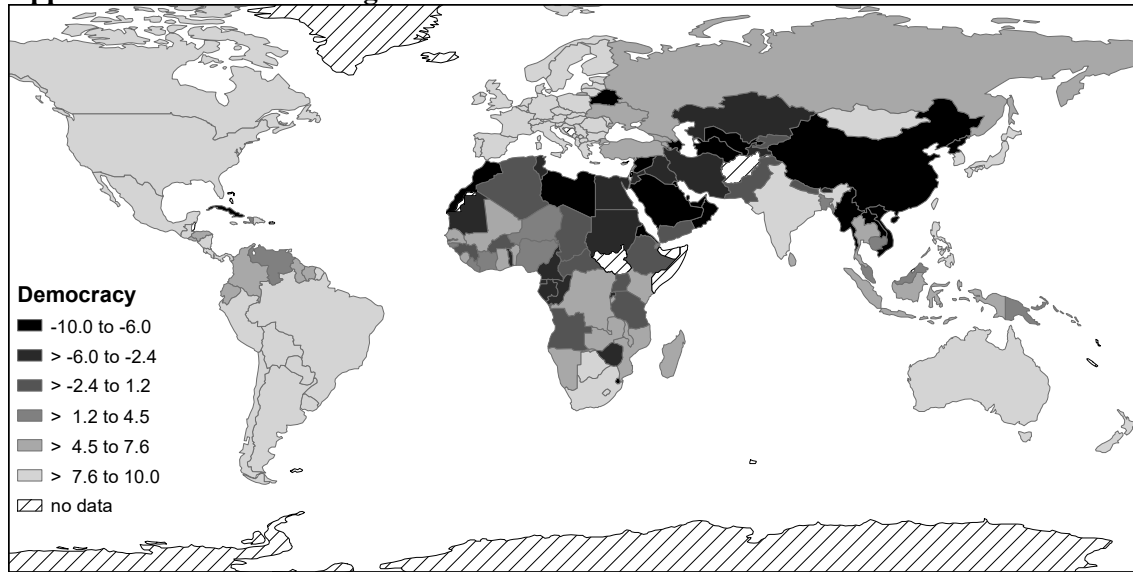 Democracy
-10.0 to -6.0
> -6.0 to -2.4
> -2.4 to 1.2
> 1.2 to 4.5
> 4.5 to 7.6
> 7.6 to 10.0
no data